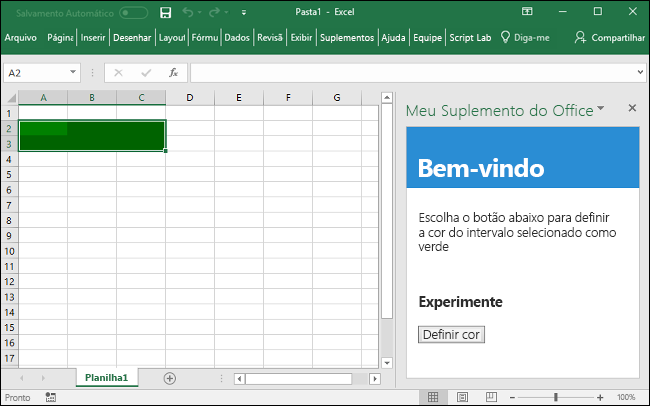 Salvamento Automático
Pasta1 - Excel
Arquivo Página Inserir Desenhar Layout Fórmu Dados Revisã Exibir Suplementos Ajuda Equipe Script Lab Diga-me Compartilhar
A2 fx
A B C D E F G
1
2
3
4
5
6
7
8
9
10
11
12
13
14
15
16
17
Meu Suplemento do Office
Bem-vindo
Escolha o botão abaixo para definir
a cor do intervalo selecionado como
verde
Experimente
Definir cor
Planilha1
Pronto
100%